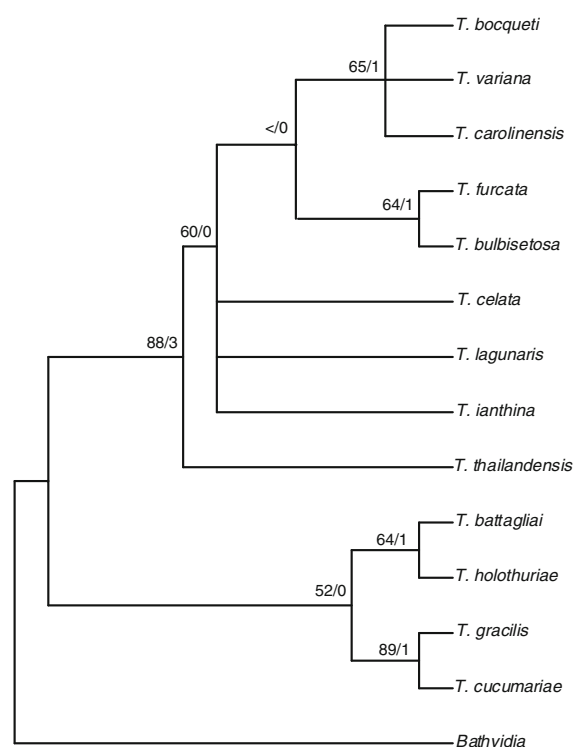 T. bocqueti
65/1
T. variana
</0
T. carolinensis
T. furcata
64/1
60/0
T. bulbisetosa
T. celata
88/3
T. lagunaris
T. ianthina
T. thailandensis
T. battagliai
64/1
T. holothuriae
52/0
T. gracilis
89/1
T. cucumariae
Bathvidia